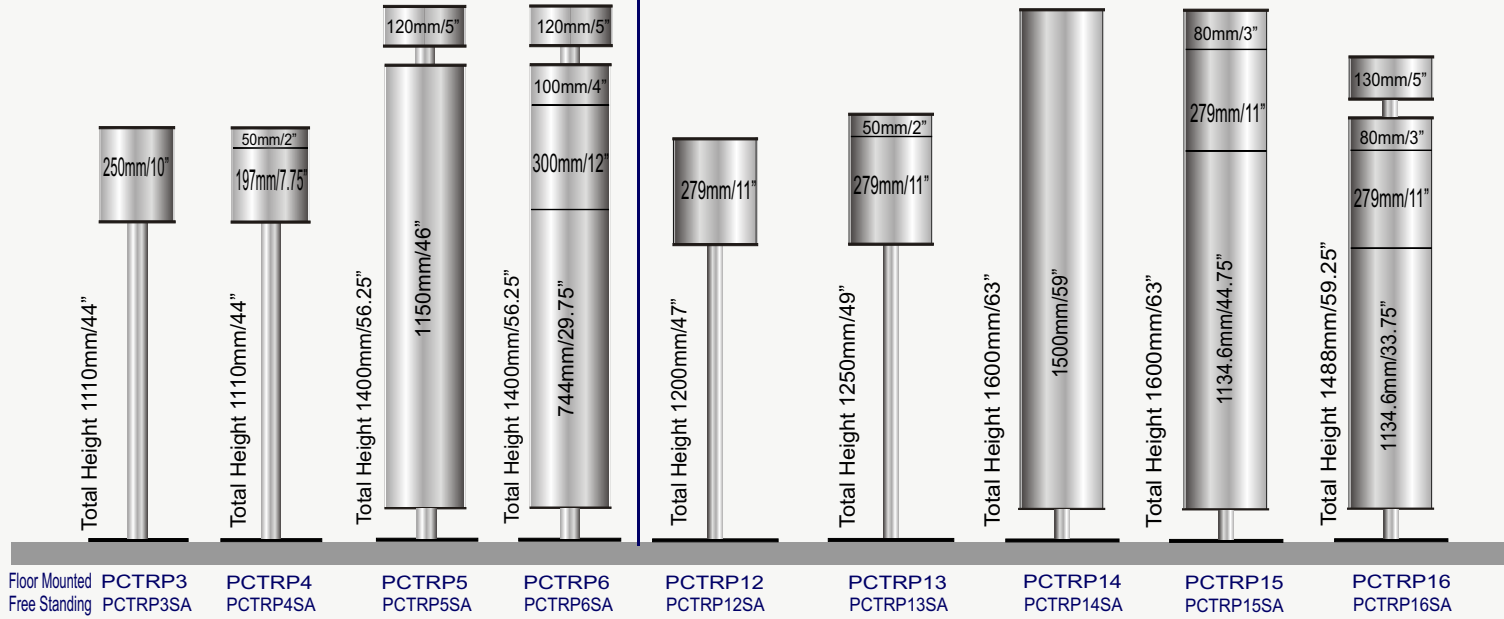 120mm/5”
1150mm/46”
120mm/5”
100mm/4”
300mm/12”
744mm/29.75”
80mm/3”
279mm/11”
1134.6mm/44.75”
130mm/5”
80mm/3”
279mm/11”
1134.6mm/33.75”
250mm/10”
50mm/2”
197mm/7.75”
279mm/11”
50mm/2”
279mm/11”
1500mm/59”
Total Height 1110mm/44”
Total Height 1110mm/44”
Total Height 1400mm/56.25”
Total Height 1400mm/56.25”
Total Height 1200mm/47”
Total Height 1250mm/49”
Total Height 1600mm/63”
Total Height 1600mm/63”
Total Height 1488mm/59.25”
Floor Mounted PCTRP3 PCTRP4 PCTRP5 PCTRP6 PCTRP12 PCTRP13 PCTRP14 PCTRP15 PCTRP16
Free Standing PCTRP3SA PCTRP4SA PCTRP5SA PCTRP6SA PCTRP12SA PCTRP13SA PCTRP14SA PCTRP15SA PCTRP16SA